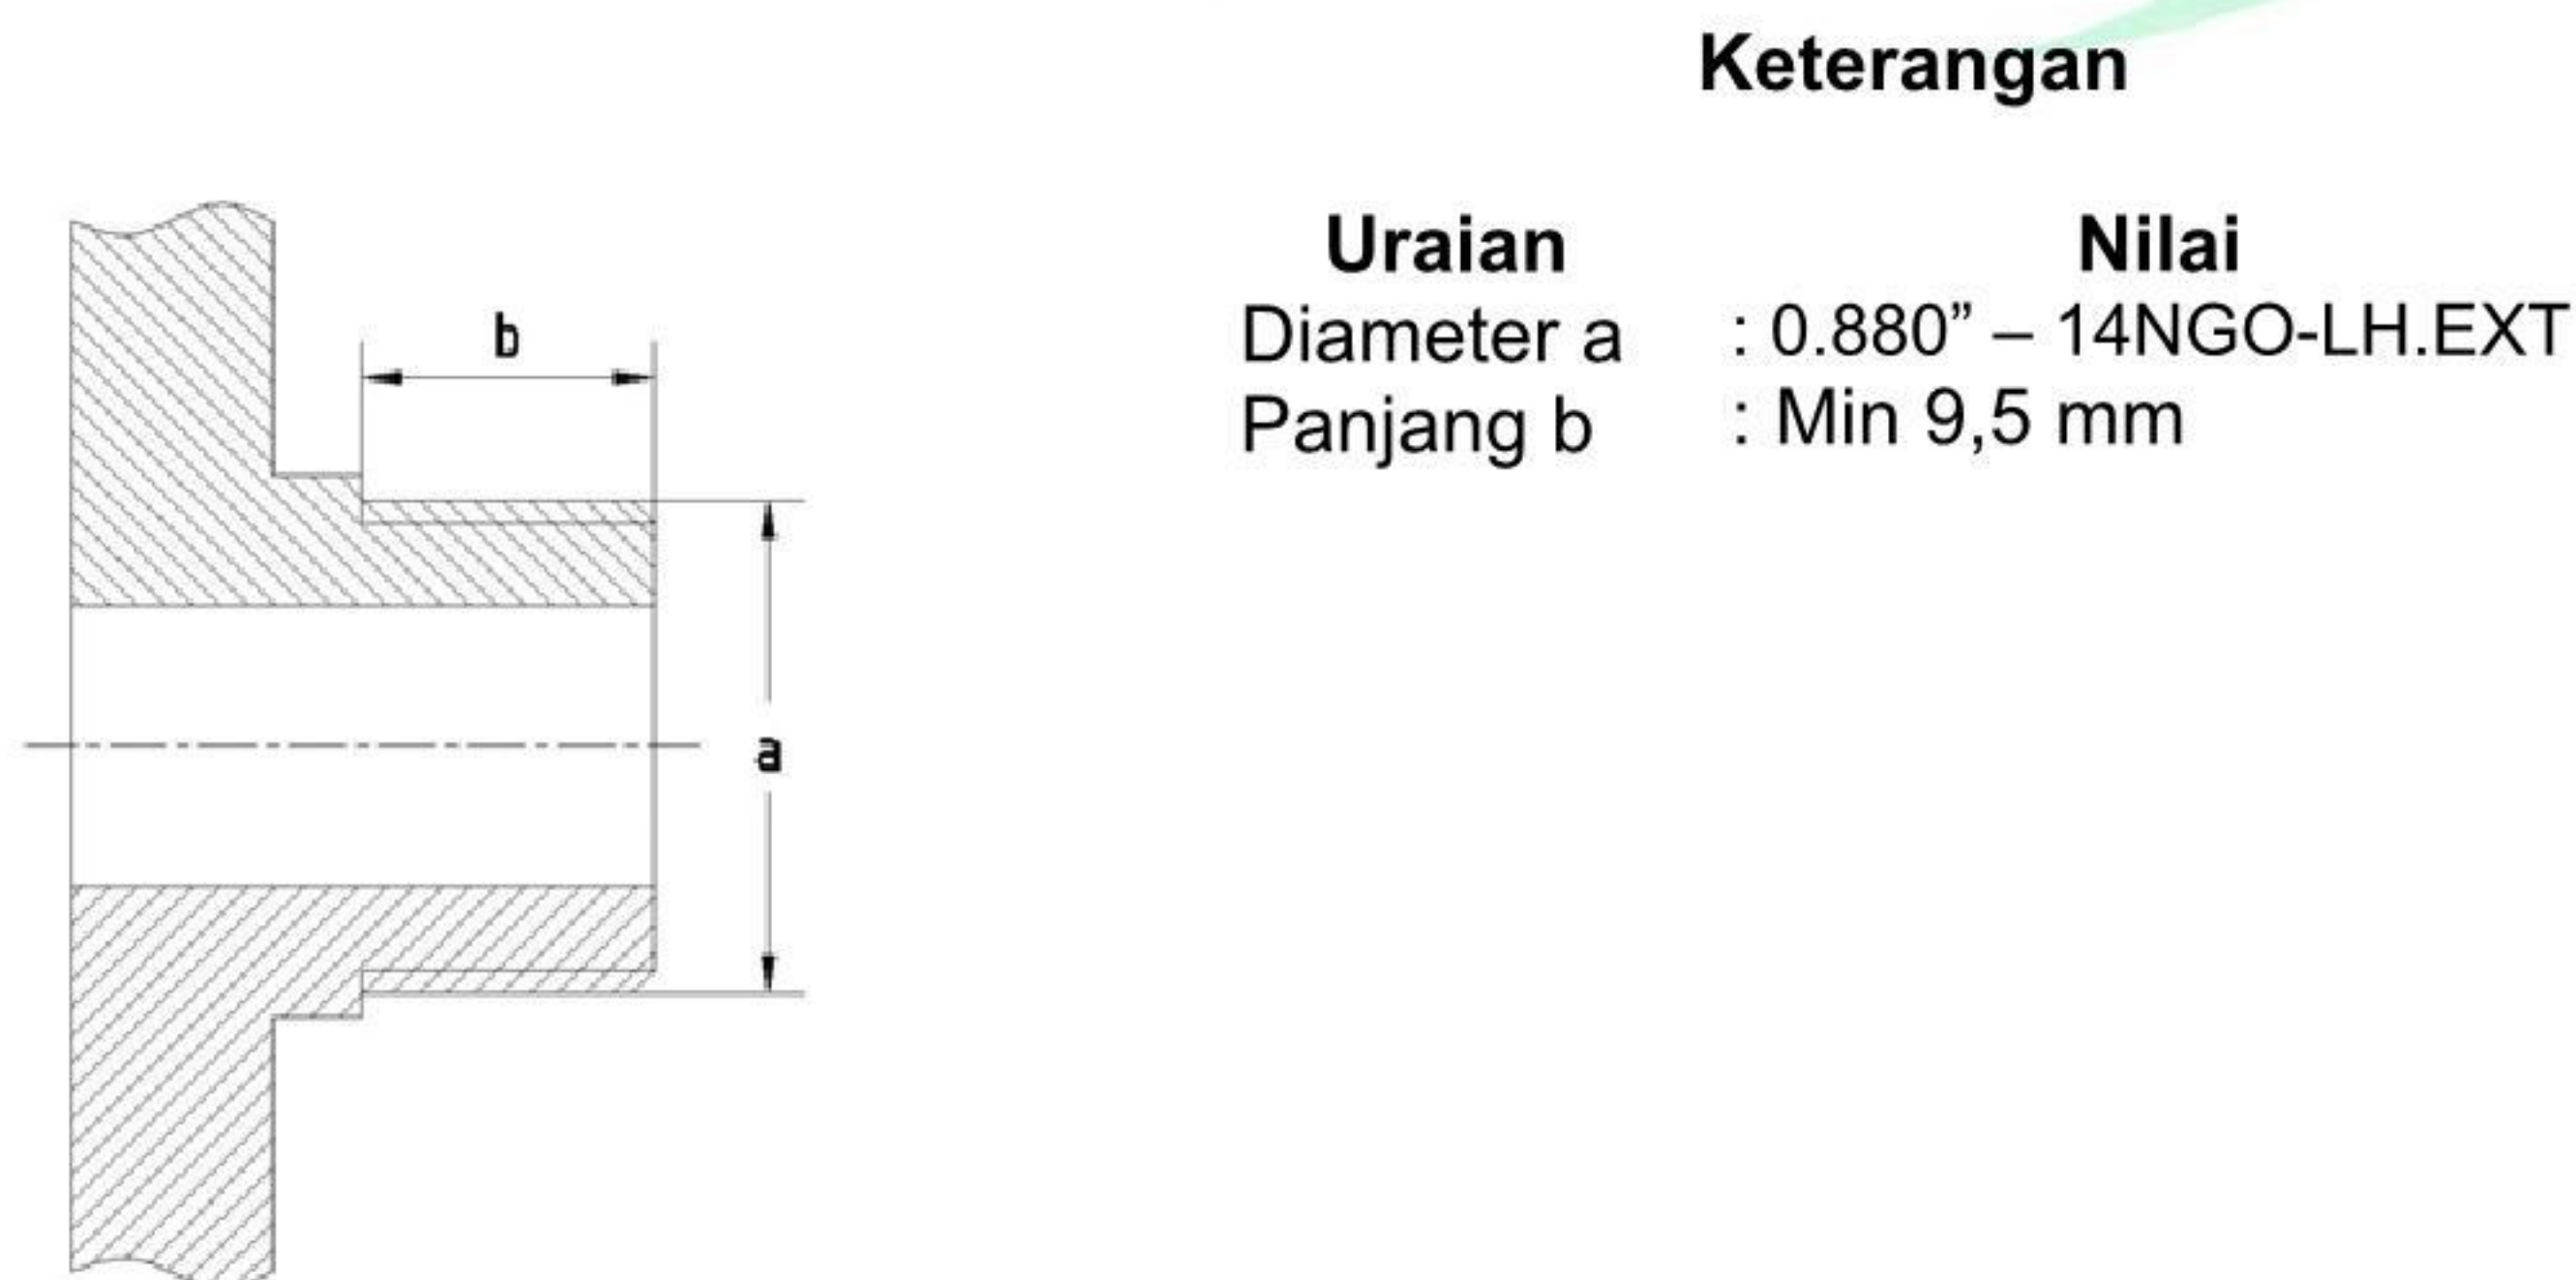 Keterangan
Uraian Nilai
Diameter a : 0.880” – 14NGO-LH.EXT
Panjang b : Min 9,5 mm
b
a